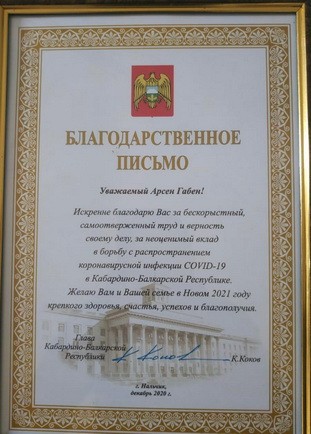 БЛАГОДАРСТВЕННОЕ
ПИСЬМО
Уважаемый Арсен Габен!
Искренне благодарю Вас за бескорыстный,
самоотверженный труд и верность
своему делу, за неоценимый вклад
в борьбу с распространением
коронавирусной инфекции COVID-19
в Кабардино-Балкарской Республике.
Желаю Вам и Вашей семье в Новом 2021 году
крепкого здоровья, счастья, успехов и благополучия.
Глава
Кабардино-Балкарской
Республики
К.Коков
г. Нальчик,
декабрь 2020 г.